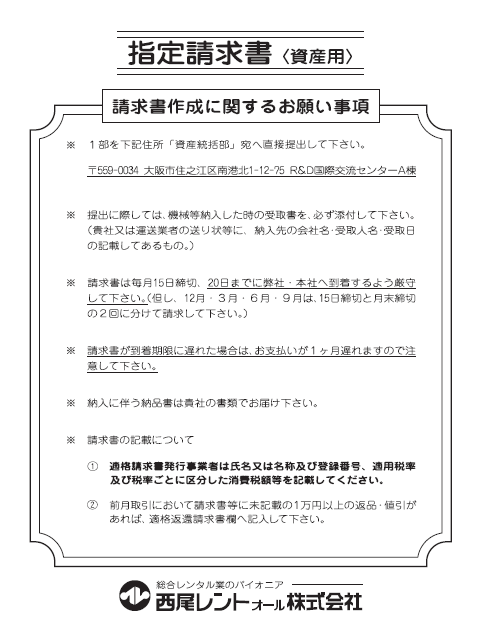 指定請求書〈資産用〉
請求書作成に関するお願い事項
※ 1部を下記住所「資産統括部」宛へ直接提出して下さい。
〒559-0034 大阪市住之江区南港北1-12-75 R&D国際交流センターA棟
※ 提出に際しては、機械等納入した時の受取書を、必ず添付して下さい。
（貴社又は運送業者の送り状等に、納入先の会社名・受取人名・受取日
の記載してあるもの。）
※ 請求書は毎月15日締切、20日までに弊社・本社へ到着するよう厳守
して下さい。（但し、12月・3月・6月・9月は、15日締切と月末締切
の2回に分けて請求して下さい。）
※ 請求書が到着期限に遅れた場合は、お支払いが1ヶ月遅れますので注
意して下さい。
※ 納入に伴う納品書は貴社の書類でお届け下さい。
※ 請求書の記載について
① 適格請求書発行事業者は氏名又は名称及び登録番号、適用税率
及び税率ごとに区分した消費税額等を記載してください。
② 前月取引において請求書等に未記載の1万円以上の返品・値引が
あれば、適格返還請求書欄へ記入して下さい。
総合レンタル業のパイオニア
西尾レントオール株式会社